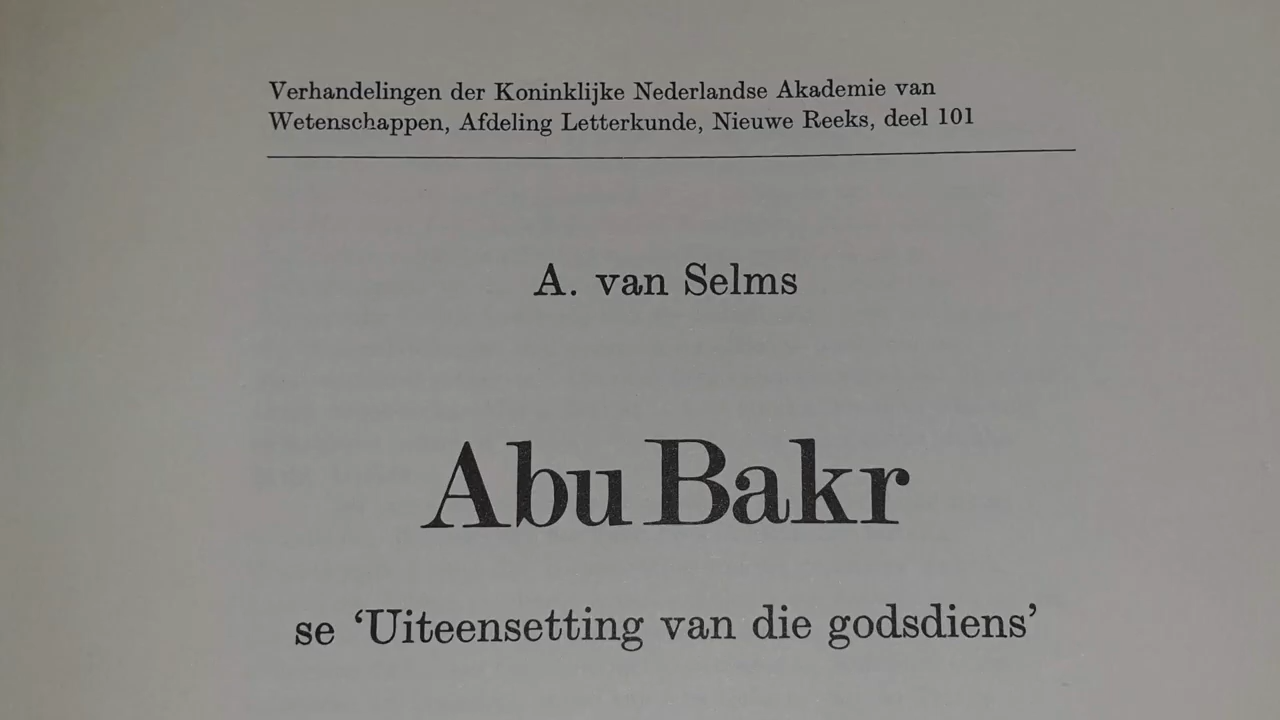 Verhandelingen der Koninklijke Nederlandse Akademie van
Wetenschappen, Afdeling Letterkunde, Nieuwe Reeks, deel 101
A. van Selms
Abu Bakr
se ‘Uiteensetting van die godsdiens’